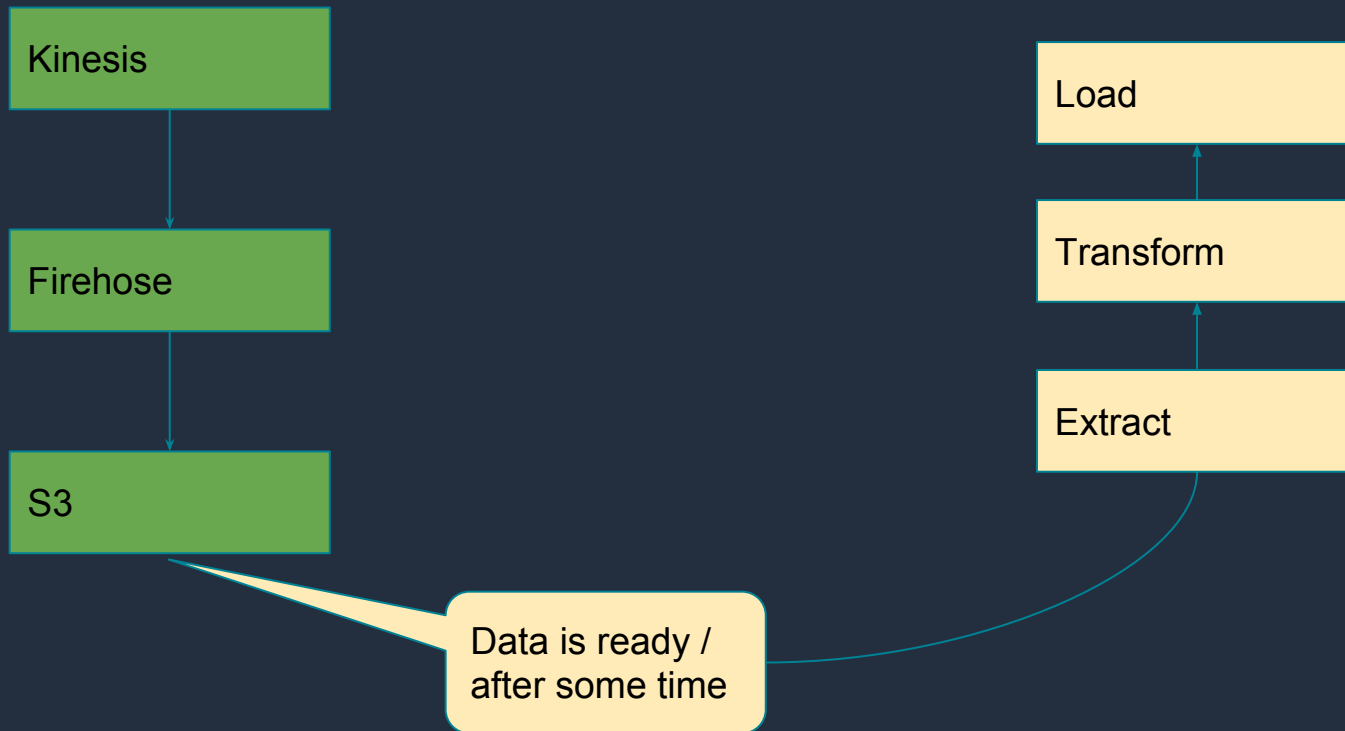 Kinesis
Firehose
S3
Data is ready /
after some time
Extract
Transform
Load